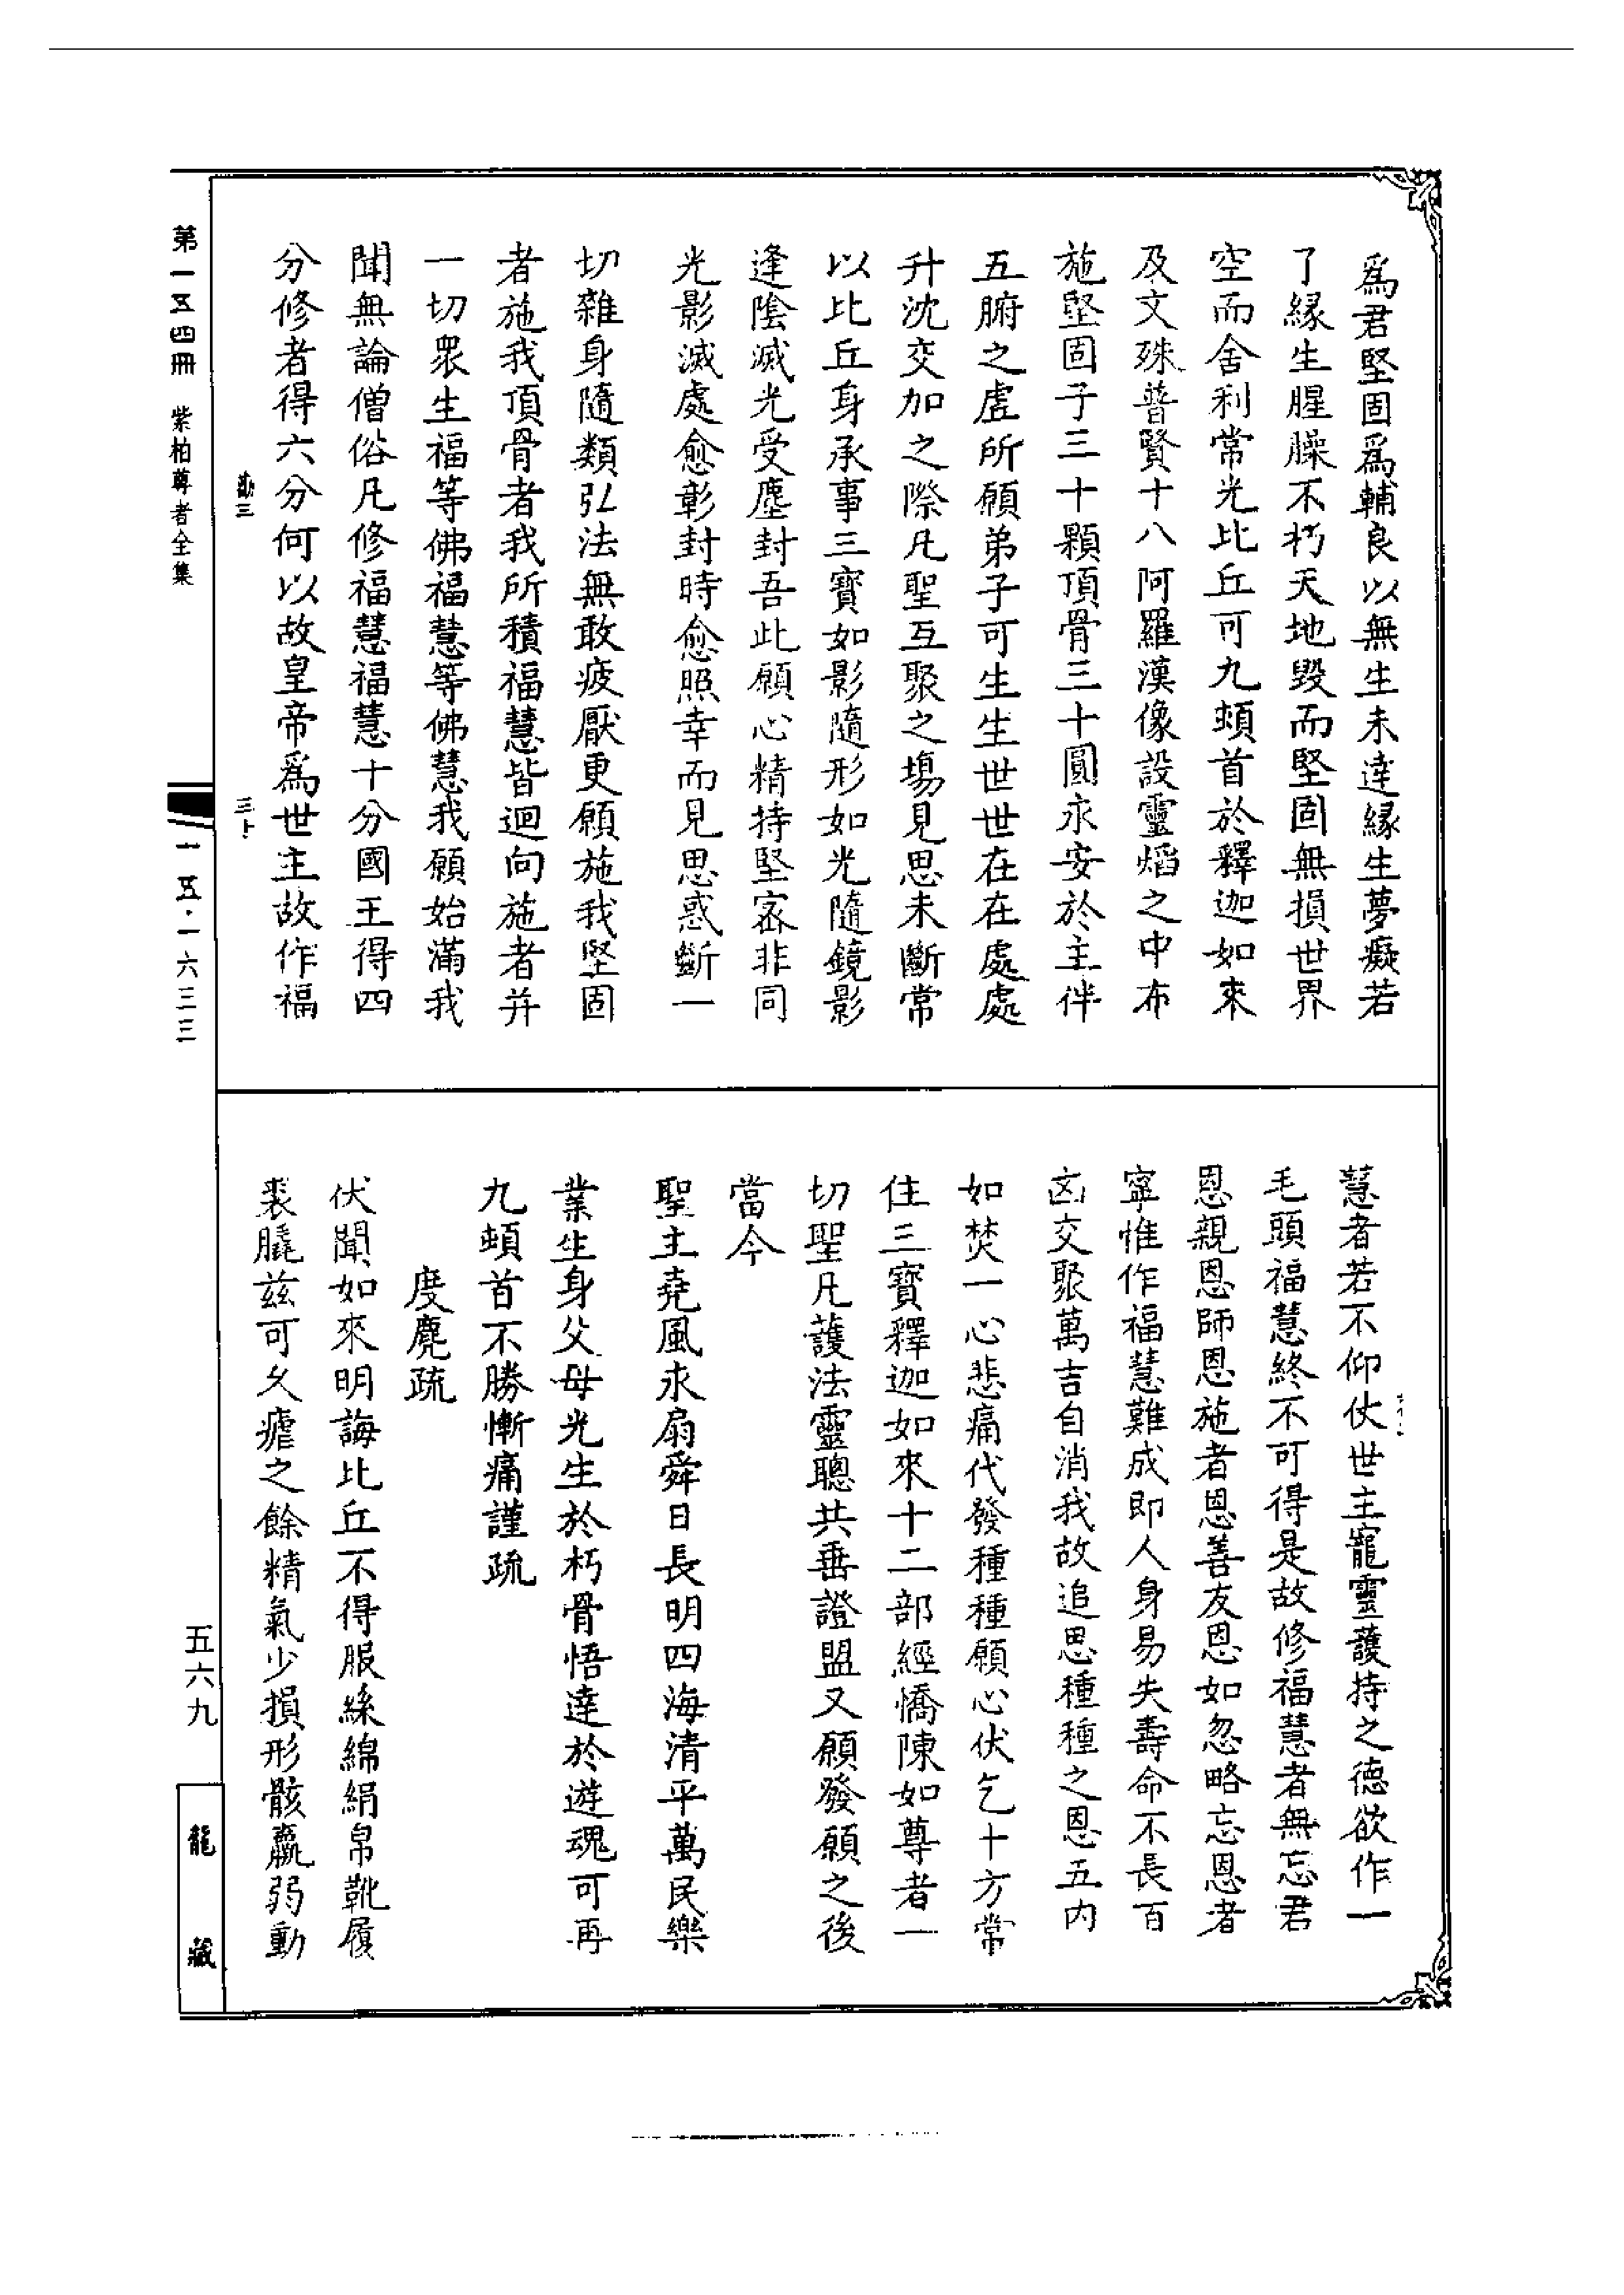 爲君堅固爲輔良以無生未達緣生夢癡若
了緣生腥臊不朽天地毀而堅固無損世界
空而舍利常光比丘可九頓首於釋迦如來
及文殊普賢十八阿羅漢像設靈熖之中布
施堅固子三十顆頂骨三十圓永安於主伴
五腑之虛所願弟子可生生世世在在處處
升沈交加之際凡聖互聚之塲見思未斷常
以比丘身承事三寶如影隨形如光隨鏡影
逢陰滅光受塵封吾此願心精持堅密非同
光影滅處愈彰封時愈照幸而見思惑斷一
切雜身隨類弘法無敢疲厭更願施我堅固
者施我頂骨者我所積福慧皆迴向施者并
一切衆生福等佛福慧等佛慧我願始滿我
聞無論僧俗凡修福慧福慧十分國王得四
分修者得六分何以故皇帝爲世主故作福
慧者若不仰仗世主寵靈護持之德欲作一
毛頭福慧終不可得是故修福慧者無忘君
恩親恩師恩施者恩善友恩如忽略忘恩者
寧惟作福慧難成即人身易失壽命不長百
凶交聚萬吉自消我故追思種種之恩五内
如焚一心悲痛代發種種願心伏乞十方常
住三寶釋迦如來十二部經憍陳如尊者一
切聖凡護法靈聰共垂證盟又願發願之後
當今
聖主堯風永扇舜日長明四海清平萬民樂
業生身父母光生於朽骨悟達於遊魂可再
九頓首不勝慚痛謹疏
度麂疏
伏聞如來明誨比丘不得服絲綿絹帛靴履
裘毳茲可久瘧之餘精氣少損形骸羸弱動
第一五四冊　紫柏尊者全集
一五·一六三三
五六九
龍藏